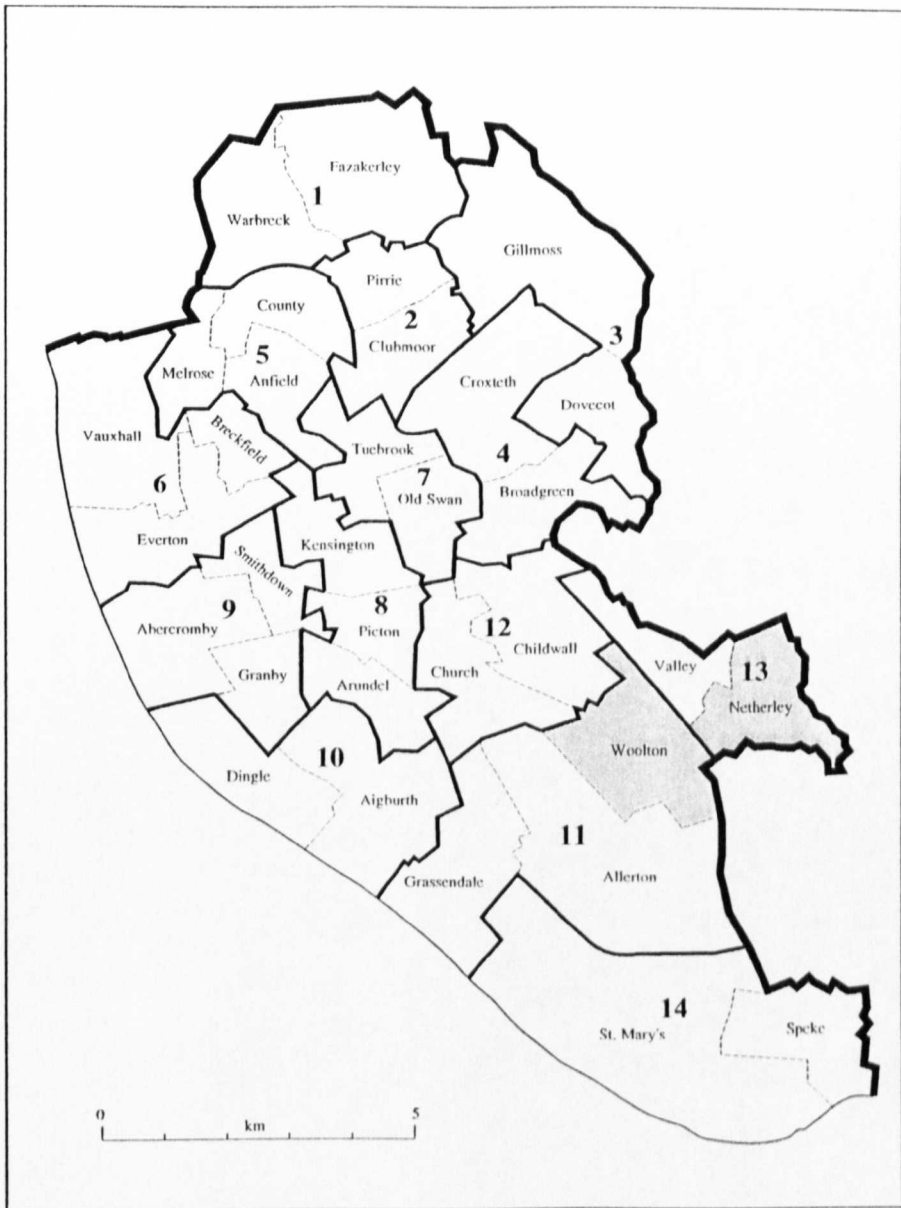 Fazakerley
1
Warbreck
Gillmoss
Pirrie
County
2
Clubmoor
3
5
Melrose
Anfield
Croxteth
Dovecot
Vauxhall
Breckfield
Tuebrook
4
6
7
Old Swan
Broadgreen
Everton
Kensington
Smithdown
9
8
Abercromby
Picton
12
Childwall
Valley
13
Granby
Arundel
Church
Netherley
Woolton
10
Dingle
Aigburth
11
Grassendale
Allerton
14
St. Mary's
Speke
0 5
km